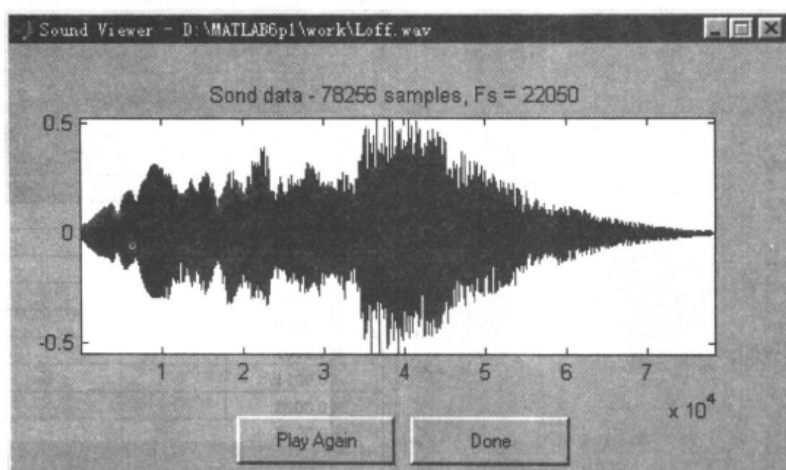 Sound Viewer - D:\MATLAB6p1\work\Loff.wav
Sond data - 78256 samples, Fs = 22050
0.5
0
-0.5
1 2 3 4 5 6 7
x 10^4
Play Again Done